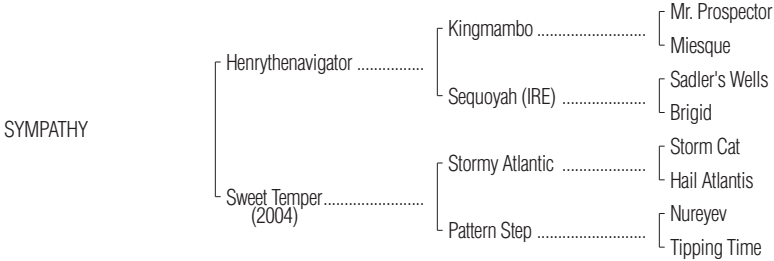 Mr. Prospector
Kingmambo ..........................
Miesque
Henrythenavigator ................
Sadler's Wells
Sequoyah (IRE) ....................
Brigid
SYMPATHY
Storm Cat
Stormy Atlantic ....................
Hail Atlantis
Sweet Temper........................
(2004)
Nureyev
Pattern Step ..........................
Tipping Time